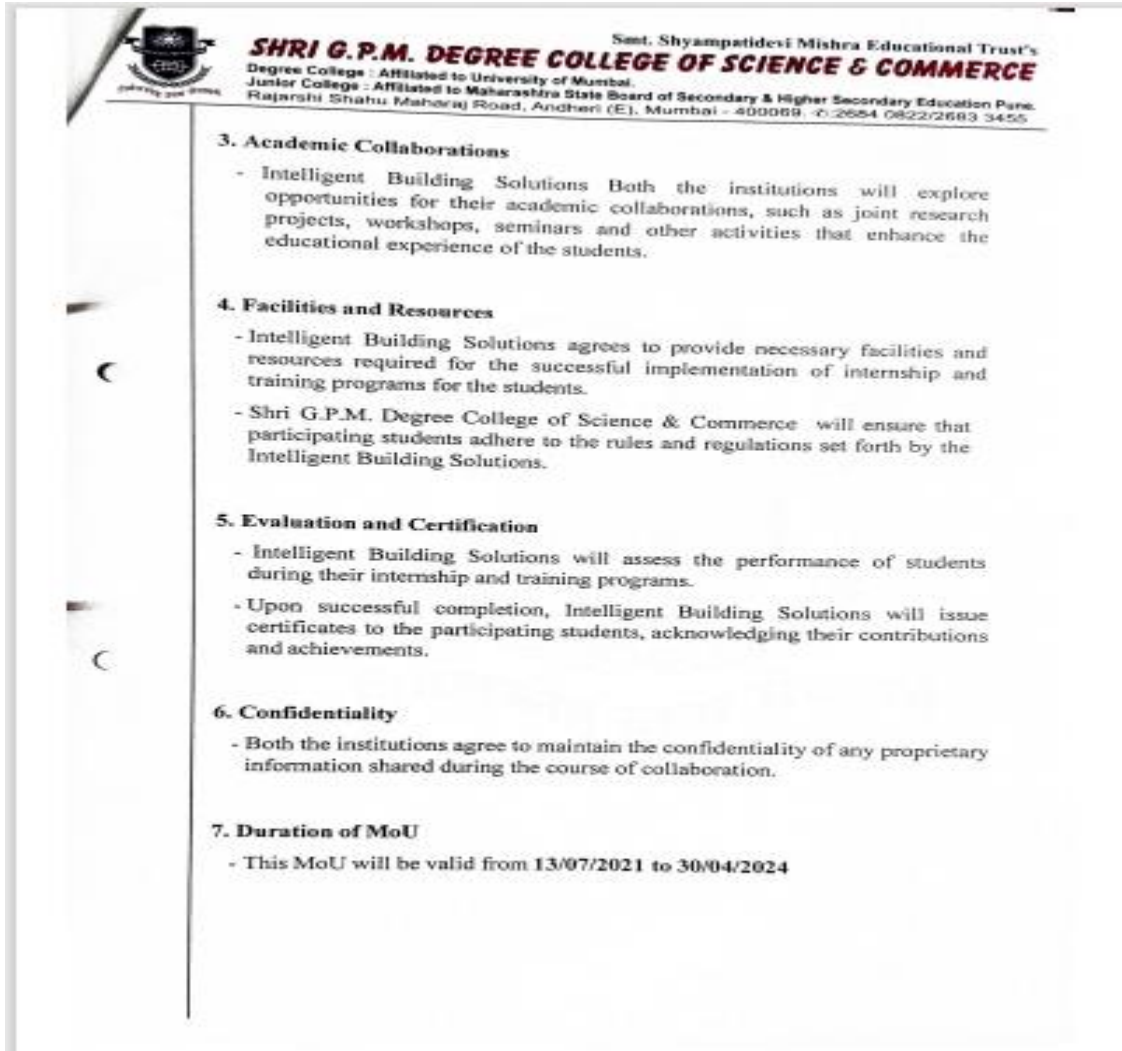 Smt. Shyampatidevi Mishra Educational Trust's
SHRI G.P.M. DEGREE COLLEGE OF SCIENCE & COMMERCE
Degree College : Affiliated to University of Mumbai.
Junior College : Affiliated to Maharashtra State Board of Secondary & Higher Secondary Education Pune.
Rajarshi Shahu Maharaj Road, Andheri (E), Mumbai - 400069. ✆:2684 0822/2683 3455
3. Academic Collaborations
- Intelligent Building Solutions Both the institutions will explore
opportunities for their academic collaborations, such as joint research
projects, workshops, seminars and other activities that enhance the
educational experience of the students.
4. Facilities and Resources
- Intelligent Building Solutions agrees to provide necessary facilities and
resources required for the successful implementation of internship and
training programs for the students.
- Shri G.P.M. Degree College of Science & Commerce will ensure that
participating students adhere to the rules and regulations set forth by the
Intelligent Building Solutions.
5. Evaluation and Certification
- Intelligent Building Solutions will assess the performance of students
during their internship and training programs.
- Upon successful completion, Intelligent Building Solutions will issue
certificates to the participating students, acknowledging their contributions
and achievements.
6. Confidentiality
- Both the institutions agree to maintain the confidentiality of any proprietary
information shared during the course of collaboration.
7. Duration of MoU
- This MoU will be valid from 13/07/2021 to 30/04/2024